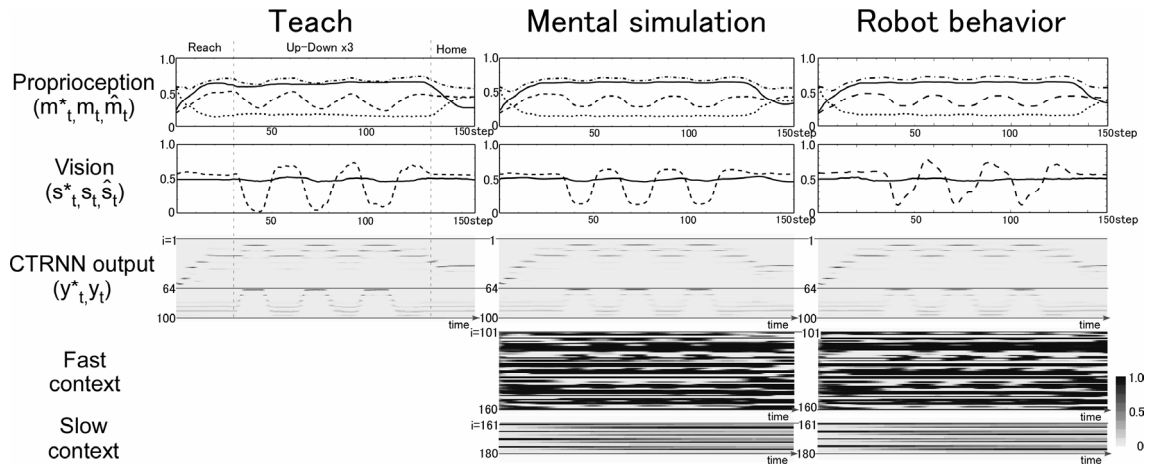 Teach
Mental simulation
Robot behavior
Reach
Up-Down x3
Home
Proprioception
(m*t, mt, m̂t)
1.0
0.5
0
50
100
150step
1.0
0.5
0
50
100
150step
1.0
0.5
0
50
100
150step
Vision
(s*t, st, ŝt)
1.0
0.5
0
50
100
150step
1.0
0.5
0
50
100
150step
1.0
0.5
0
50
100
150step
CTRNN output
(y*t, yt)
i=1
64
100
time
1
64
100
time
1
64
100
time
Fast
context
i=101
160
time
101
160
time
1.0
0.5
0
Slow
context
i=161
180
time
161
180
time